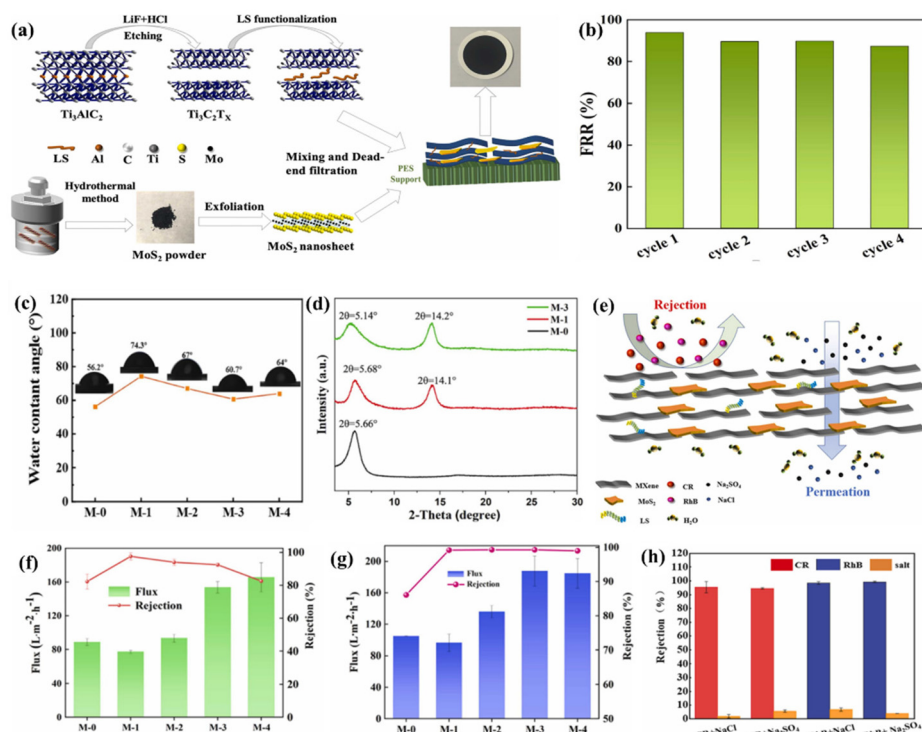 (a)
LiF+HCl
LS functionalization
Etching
Ti₃AlC₂
Ti₃C₂Tₓ
LS
Al
C
Ti
S
Mo
Mixing and Dead-
end filtration
PES
Support
Hydrothermal
method
Exfoliation
MoS₂ powder
MoS₂ nanosheet
(b)
FRR (%)
100
80
60
40
20
0
cycle 1
cycle 2
cycle 3
cycle 4
(c)
Water contant angle (°)
120
100
80
60
40
20
0
56.2°
74.3°
67°
60.7°
64°
M-0
M-1
M-2
M-3
M-4
(d)
Intensity (a.u.)
M-3
M-1
M-0
2θ=5.14°
2θ=14.2°
2θ=5.68°
2θ=14.1°
2θ=5.66°
5
10
15
20
25
30
2-Theta (degree)
(e)
Rejection
Permeation
MXene
CR
Na₂SO₄
MoS₂
RhB
NaCl
LS
H₂O
(f)
Flux (L·m⁻²·h⁻¹)
200
160
120
80
40
0
Flux
Rejection
Rejection (%)
100
80
60
40
20
0
M-0
M-1
M-2
M-3
M-4
(g)
Flux (L·m⁻²·h⁻¹)
200
160
120
80
40
0
Flux
Rejection
Rejection (%)
100
90
80
70
60
50
M-0
M-1
M-2
M-3
M-4
(h)
CR
RhB
salt
Rejection (%)
120
110
100
90
80
70
60
50
40
30
20
10
0